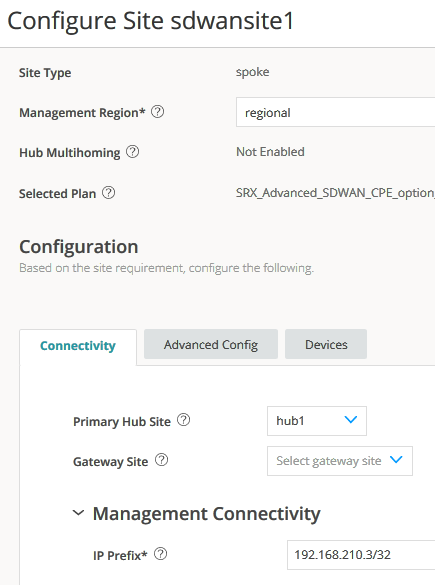 Configure Site sdwansite1
Site Type spoke
Management Region* ? regional
Hub Multihoming ? Not Enabled
Selected Plan ? SRX_Advanced_SDWAN_CPE_option
Configuration
Based on the site requirement, configure the following.
Connectivity Advanced Config Devices
Primary Hub Site ? hub1
Gateway Site ? Select gateway site
Management Connectivity
IP Prefix* ? 192.168.210.3/32